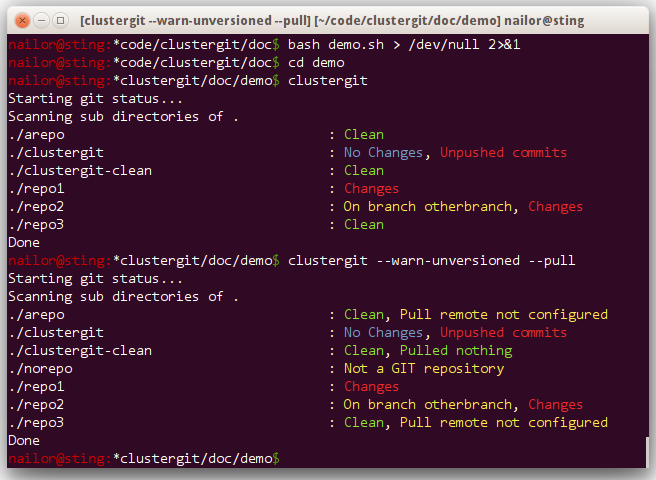 [clustergit --warn-unversioned --pull] [~/code/clustergit/doc/demo] nailor@sting
nailor@sting:*code/clustergit/doc$ bash demo.sh > /dev/null 2>&1
nailor@sting:*code/clustergit/doc$ cd demo
nailor@sting:*clustergit/doc/demo$ clustergit
Starting git status...
Scanning sub directories of .
./arepo : Clean
./clustergit : No Changes, Unpushed commits
./clustergit-clean : Clean
./repo1 : Changes
./repo2 : On branch otherbranch, Changes
./repo3 : Clean
Done
nailor@sting:*clustergit/doc/demo$ clustergit --warn-unversioned --pull
Starting git status...
Scanning sub directories of .
./arepo : Clean, Pull remote not configured
./clustergit : No Changes, Unpushed commits
./clustergit-clean : Clean, Pulled nothing
./norepo : Not a GIT repository
./repo1 : Changes
./repo2 : On branch otherbranch, Changes
./repo3 : Clean, Pull remote not configured
Done
nailor@sting:*clustergit/doc/demo$